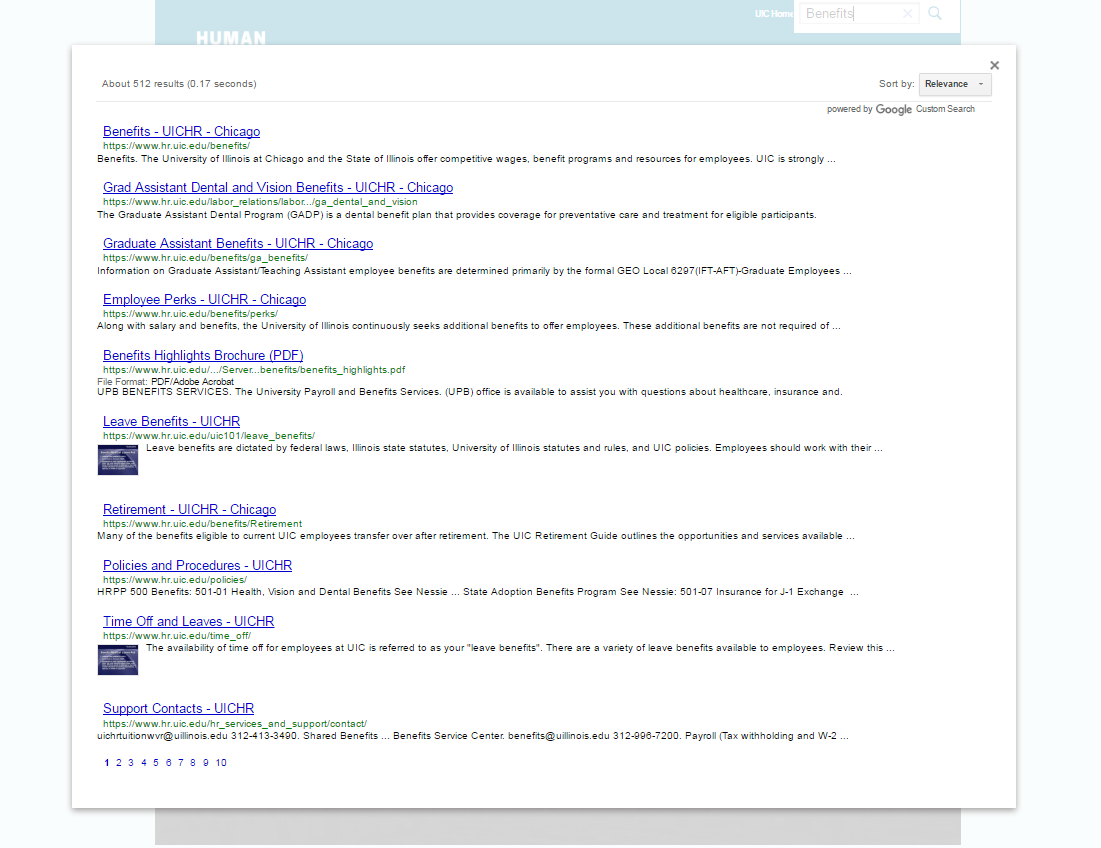 UIC Home
Benefits
HUMAN
About 512 results (0.17 seconds)
Sort by:
Relevance
powered by Google Custom Search
Benefits - UICHR - Chicago
https://www.hr.uic.edu/benefits/
Benefits. The University of Illinois at Chicago and the State of Illinois offer competitive wages, benefit programs and resources for employees. UIC is strongly ...
Grad Assistant Dental and Vision Benefits - UICHR - Chicago
https://www.hr.uic.edu/labor_relations/labor.../ga_dental_and_vision
The Graduate Assistant Dental Program (GADP) is a dental benefit plan that provides coverage for preventative care and treatment for eligible participants.
Graduate Assistant Benefits - UICHR - Chicago
https://www.hr.uic.edu/benefits/ga_benefits/
Information on Graduate Assistant/Teaching Assistant employee benefits are determined primarily by the formal GEO Local 6297(IFT-AFT)-Graduate Employees ...
Employee Perks - UICHR - Chicago
https://www.hr.uic.edu/benefits/perks/
Along with salary and benefits, the University of Illinois continuously seeks additional benefits to offer employees. These additional benefits are not required of ...
Benefits Highlights Brochure (PDF)
https://www.hr.uic.edu/.../Server...benefits/benefits_highlights.pdf
File Format: PDF/Adobe Acrobat
UPB BENEFITS SERVICES. The University Payroll and Benefits Services. (UPB) office is available to assist you with questions about healthcare, insurance and.
Leave Benefits - UICHR
https://www.hr.uic.edu/uic101/leave_benefits/
Leave benefits are dictated by federal laws, Illinois state statutes, University of Illinois statutes and rules, and UIC policies. Employees should work with their ...
Retirement - UICHR - Chicago
https://www.hr.uic.edu/benefits/Retirement
Many of the benefits eligible to current UIC employees transfer over after retirement. The UIC Retirement Guide outlines the opportunities and services available ...
Policies and Procedures - UICHR
https://www.hr.uic.edu/policies/
HRPP 500 Benefits: 501-01 Health, Vision and Dental Benefits See Nessie ... State Adoption Benefits Program See Nessie: 501-07 Insurance for J-1 Exchange ...
Time Off and Leaves - UICHR
https://www.hr.uic.edu/time_off/
The availability of time off for employees at UIC is referred to as your "leave benefits". There are a variety of leave benefits available to employees. Review this ...
Support Contacts - UICHR
https://www.hr.uic.edu/hr_services_and_support/contact/
uichrtuitionwvr@uillinois.edu 312-413-3490. Shared Benefits ... Benefits Service Center. benefits@uillinois.edu 312-996-7200. Payroll (Tax withholding and W-2 ...
1 2 3 4 5 6 7 8 9 10